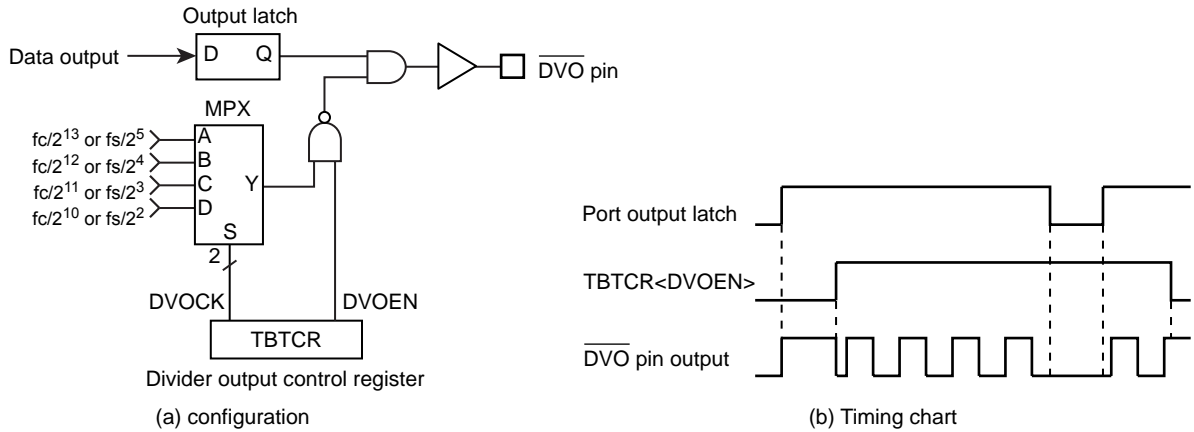 Output latch
Data output
D Q
DVO pin
MPX
fc/2^13 or fs/2^5
A
fc/2^12 or fs/2^4
B
fc/2^11 or fs/2^3
C
Y
fc/2^10 or fs/2^2
D
S
2
DVOCK
DVOEN
TBTCR
Divider output control register
(a) configuration
Port output latch
TBTCR<DVOEN>
DVO pin output
(b) Timing chart